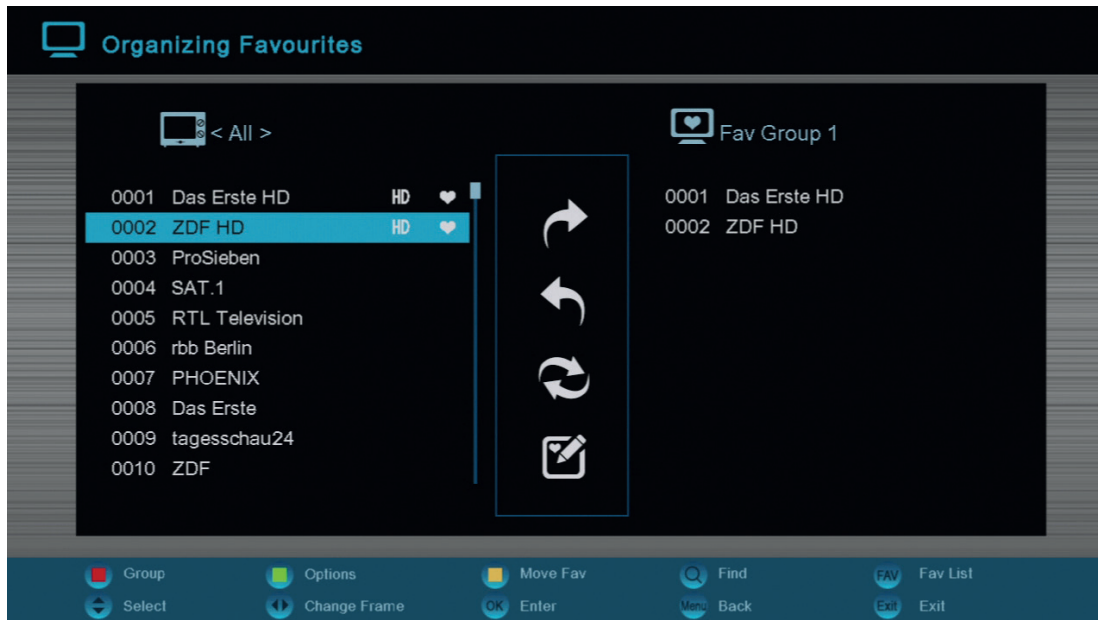 Organizing Favourites
< All >
Fav Group 1
0001 Das Erste HD HD
0002 ZDF HD HD
0003 ProSieben
0004 SAT.1
0005 RTL Television
0006 rbb Berlin
0007 PHOENIX
0008 Das Erste
0009 tagesschau24
0010 ZDF
0001 Das Erste HD
0002 ZDF HD
Group Options Move Fav Find FAV Fav List
Select Change Frame OK Enter Menu Back Exit Exit